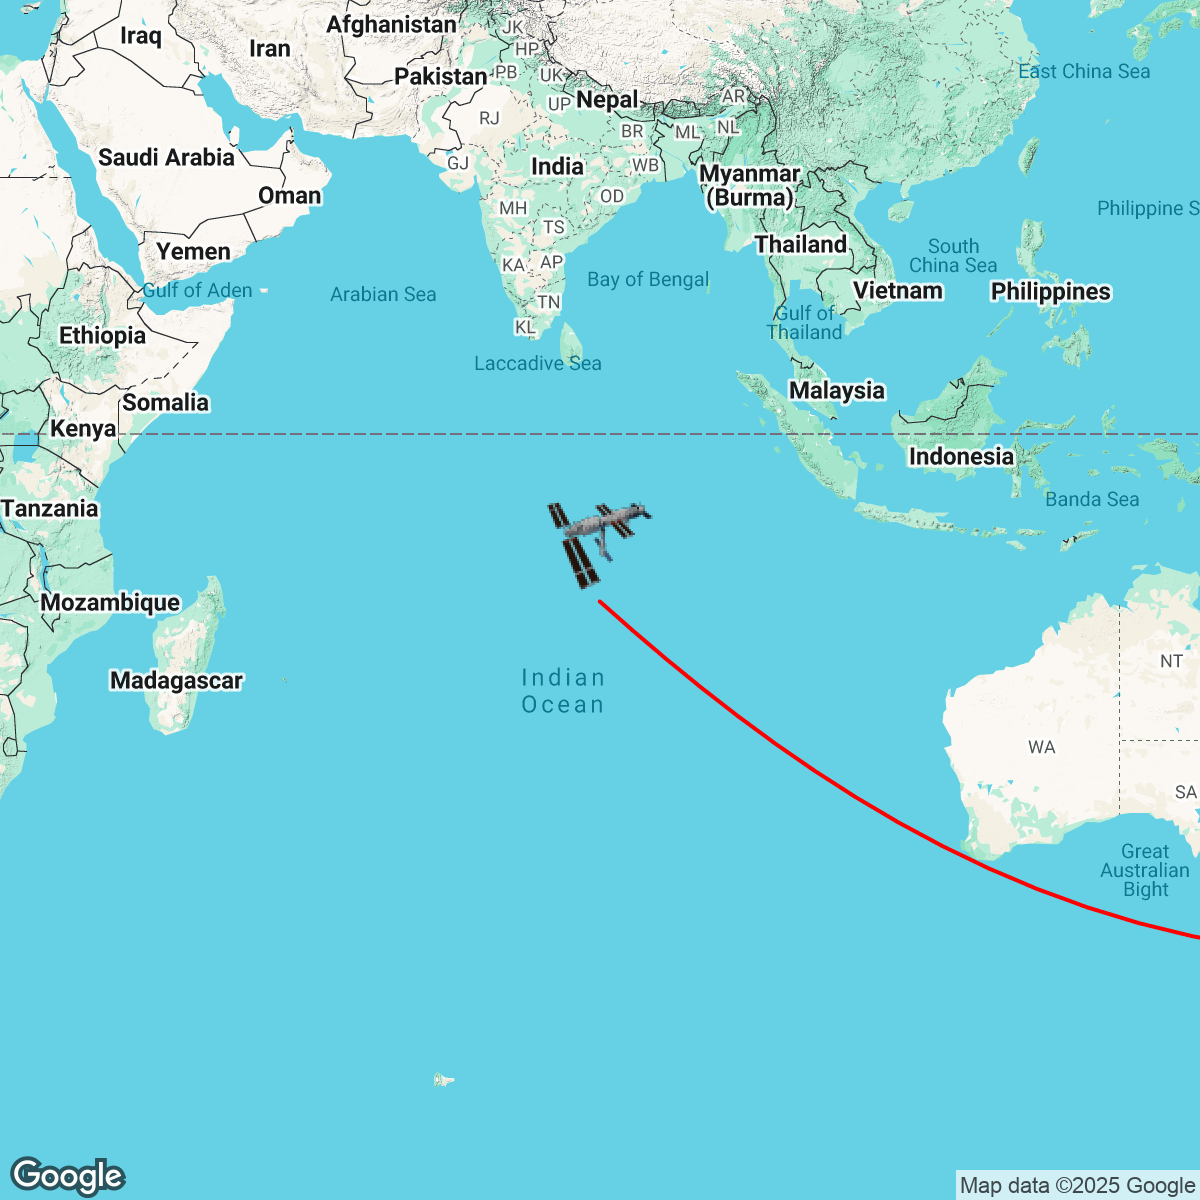 Afghanistan
JK
Iraq
Iran
HP
Pakistan
PB
UK
East China Sea
UP
Nepal
AR
RJ
BR
ML
NL
Saudi Arabia
GJ
India
WB
Myanmar
(Burma)
Oman
OD
MH
Philippine S
TS
Yemen
Thailand
South
China Sea
KA
AP
Bay of Bengal
Gulf of Aden
Arabian Sea
Vietnam
Philippines
TN
Gulf of
Thailand
Ethiopia
KL
Laccadive Sea
Malaysia
Somalia
Kenya
Indonesia
Banda Sea
Tanzania
Mozambique
NT
Madagascar
Indian
Ocean
WA
SA
Great
Australian
Bight
Google
Map data ©2025 Google